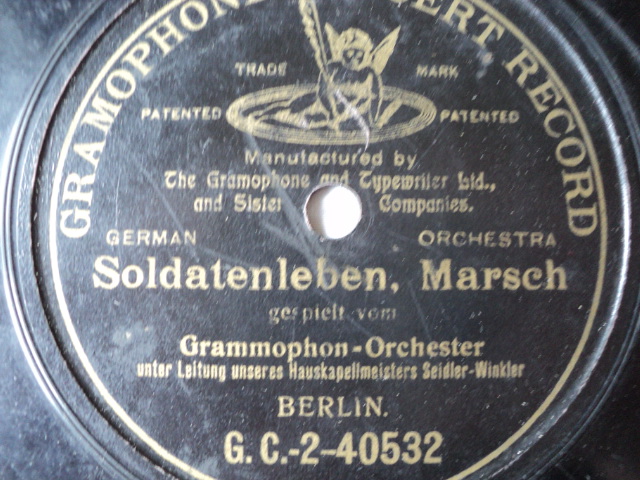 GRAMOPHONE CONCERT RECORD
TRADE MARK
PATENTED PATENTED
Manufactured by
The Gramophone and Typewriter Ltd.,
and Sister Companies.
GERMAN ORCHESTRA
Soldatenleben, Marsch
gespielt vom
Grammophon-Orchester
unter Leitung unseres Hauskapellmeisters Seidler-Winkler
BERLIN.
G.C.-2-40532